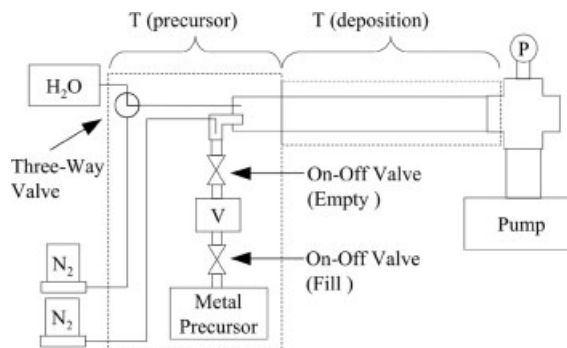 T (precursor)
T (deposition)
P
H2O
Three-Way
Valve
On-Off Valve
(Empty )
V
On-Off Valve
(Fill )
Pump
N2
N2
Metal
Precursor